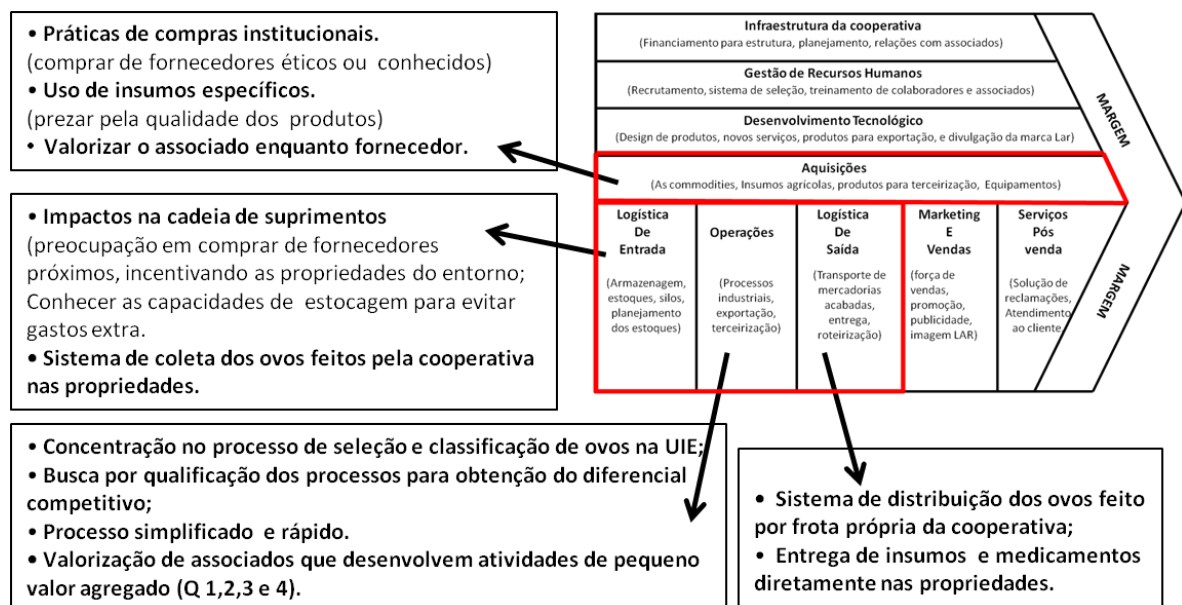 • Práticas de compras institucionais.
(comprar de fornecedores éticos ou conhecidos)
• Uso de insumos específicos.
(prezar pela qualidade dos produtos)
• Valorizar o associado enquanto fornecedor.
• Impactos na cadeia de suprimentos
(preocupação em comprar de fornecedores
próximos, incentivando as propriedades do entorno;
Conhecer as capacidades de estocagem para evitar
gastos extra.
• Sistema de coleta dos ovos feitos pela cooperativa
nas propriedades.
Infraestrutura da cooperativa
(Financiamento para estrutura, planejamento, relações com associados)
Gestão de Recursos Humanos
(Recrutamento, sistema de seleção, treinamento de colaboradores e associados)
Desenvolvimento Tecnológico
(Design de produtos, novos serviços, produtos para exportação, e divulgação da marca Lar)
Aquisições
(As commodities, Insumos agrícolas, produtos para terceirização, Equipamentos)
Logística
De
Entrada
(Armazenagem,
estoques, silos,
planejamento
dos estoques)
Operações
(Processos
industriais,
exportação,
terceirização)
Logística
De
Saída
(Transporte de
mercadorias
acabadas,
entrega,
roteirização)
Marketing
E
Vendas
(força de
vendas,
promoção,
publicidade,
imagem LAR)
Serviços
Pós
venda
(Solução de
reclamações,
Atendimento
ao cliente
MARGEM
MARGEM
• Concentração no processo de seleção e classificação de ovos na UIE;
• Busca por qualificação dos processos para obtenção do diferencial
competitivo;
• Processo simplificado e rápido.
• Valorização de associados que desenvolvem atividades de pequeno
valor agregado (Q 1,2,3 e 4).
• Sistema de distribuição dos ovos feito
por frota própria da cooperativa;
• Entrega de insumos e medicamentos
diretamente nas propriedades.